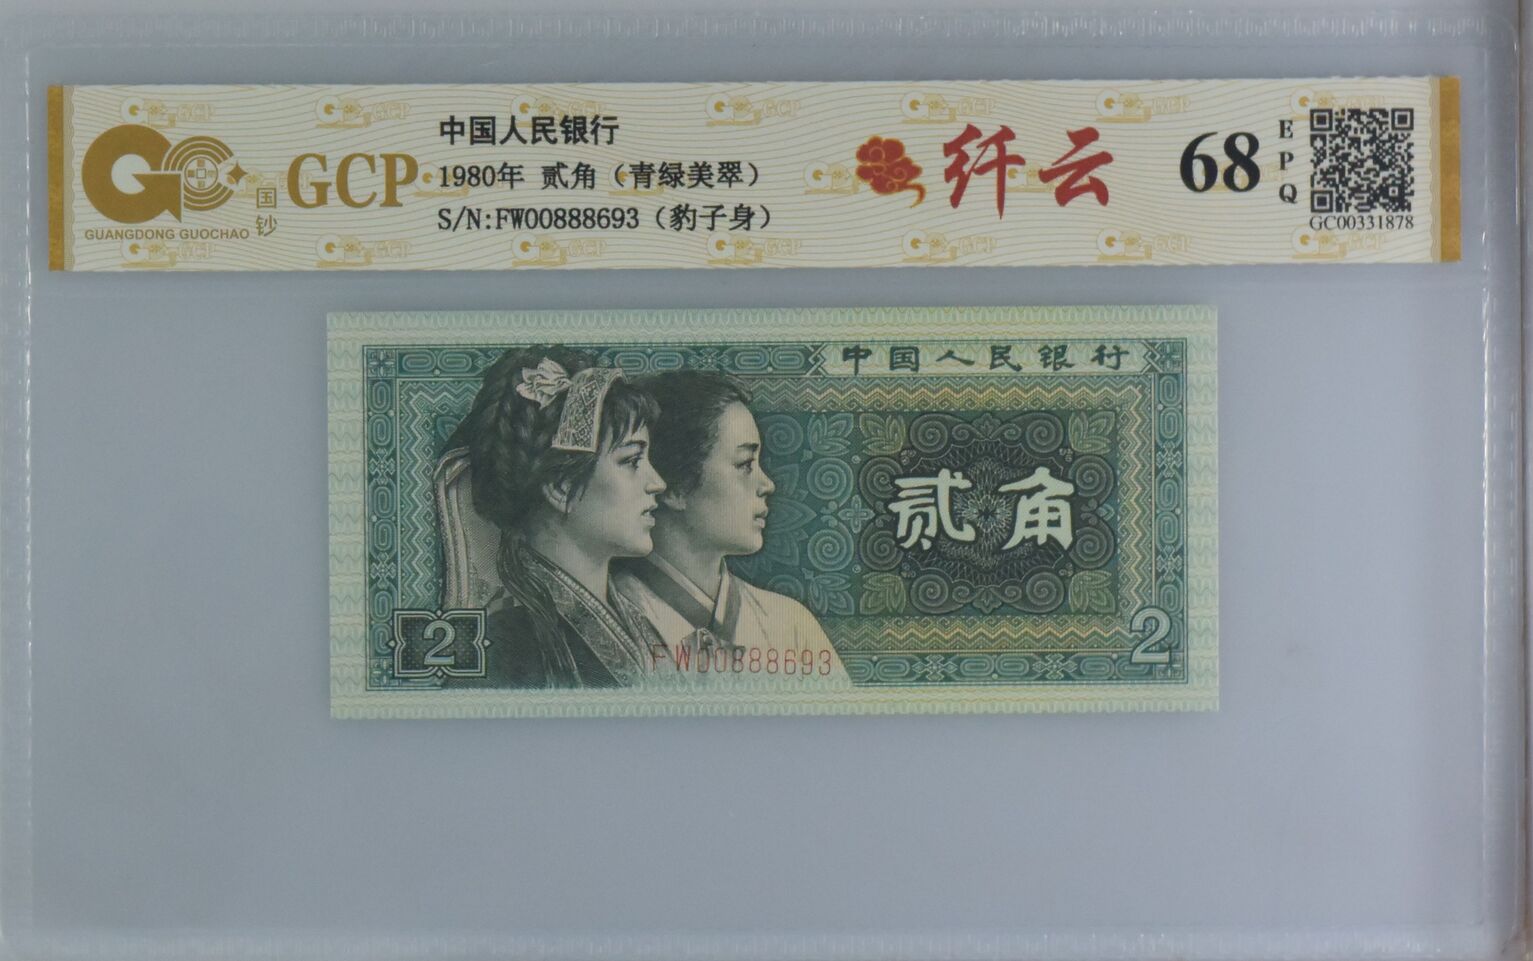 GC
GUANGDONG GUOCHAO
国钞
GCP
中国人民银行
1980年 贰角（青绿美翠）
S/N:FW00888693（豹子身）
纤云
68
EPQ
GC00331878
中国人民银行
贰角
2
FW00888693
2